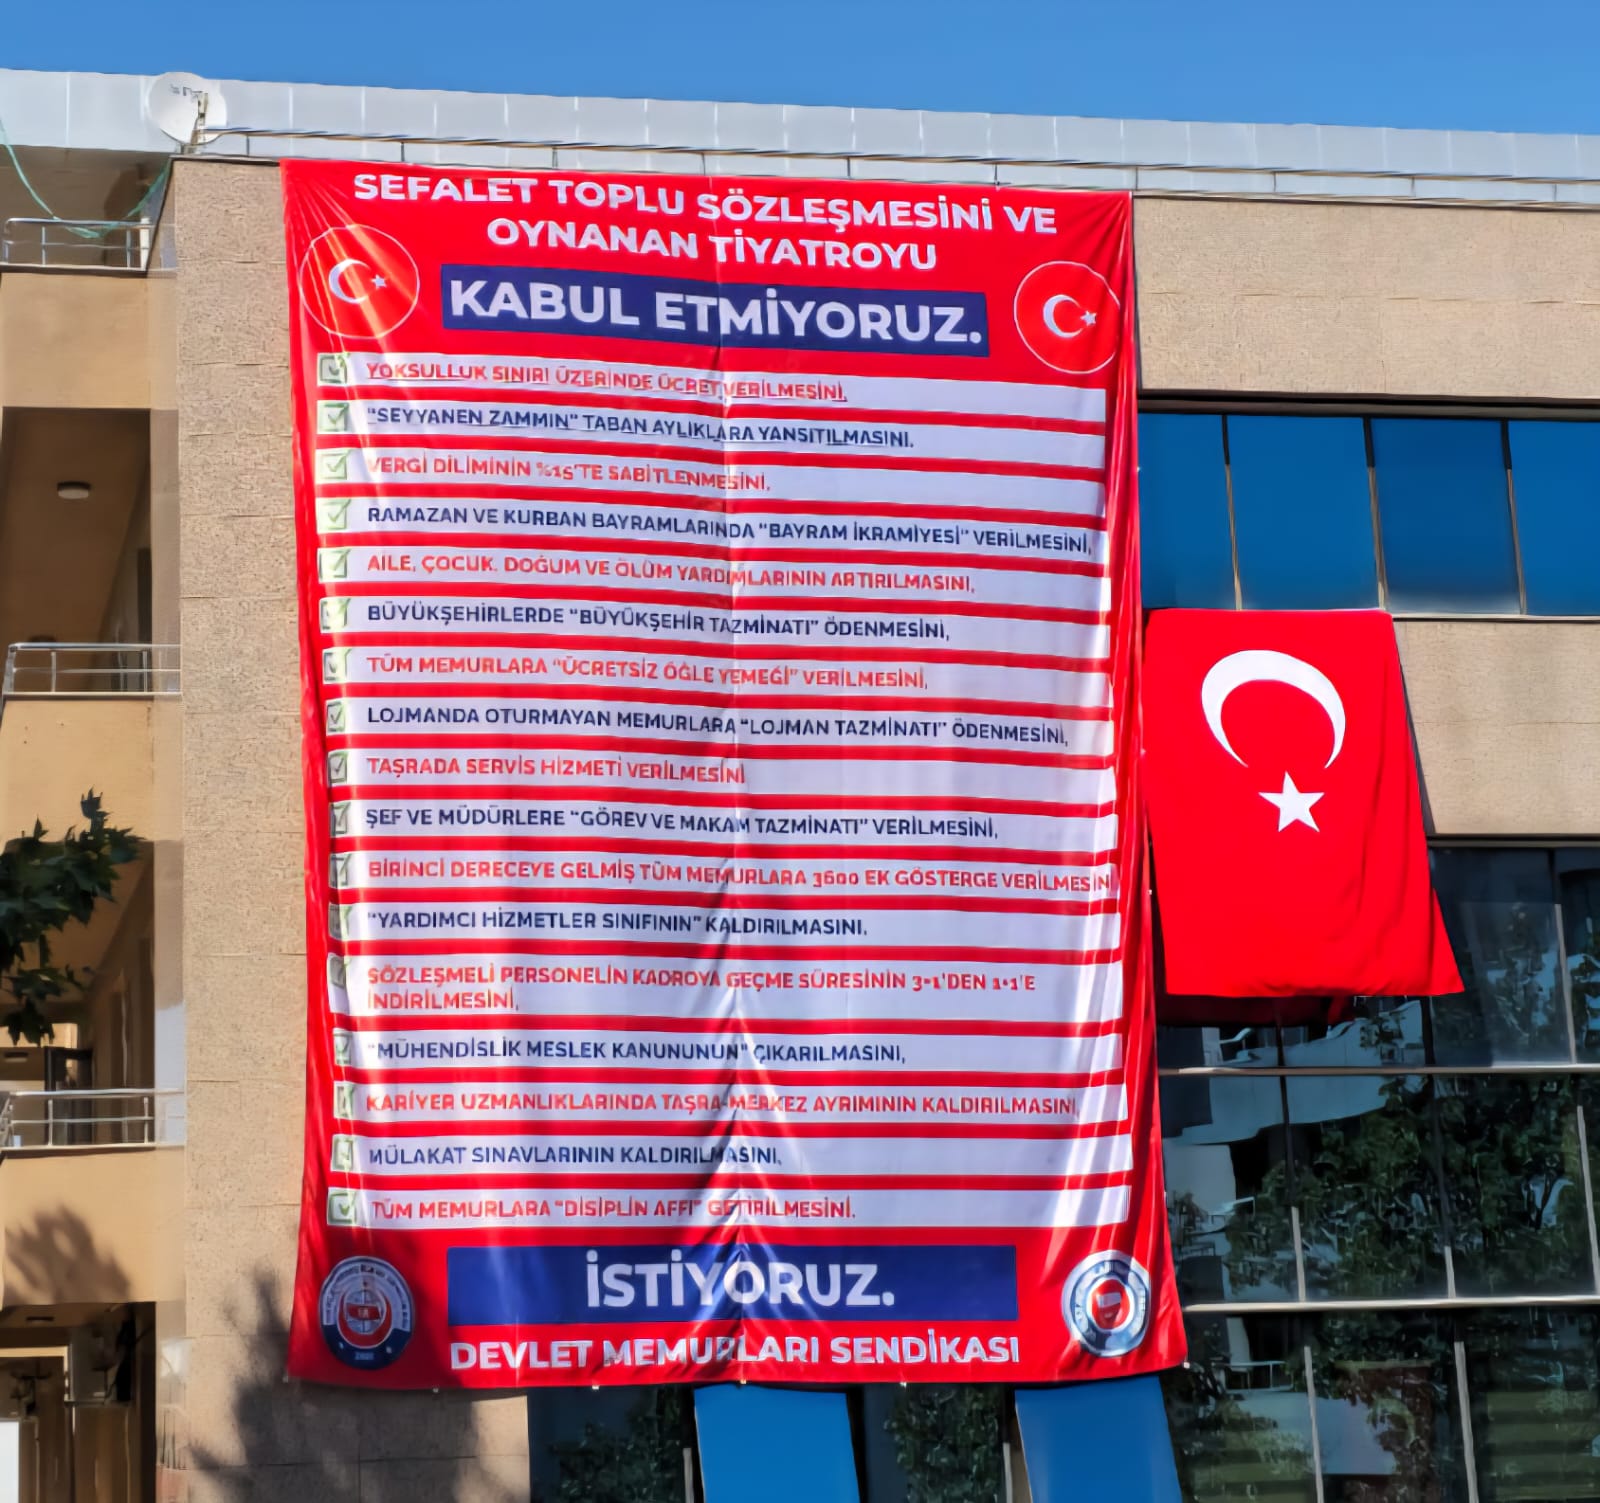 SEFALET TOPLU SÖZLEŞMESİNİ VE
OYNANAN TİYATROYU
KABUL ETMİYORUZ.
YOKSULLUK SINIRI ÜZERİNDE ÜCRET VERİLMESİNİ,
"SEYYANEN ZAMMIN" TABAN AYLIKLARA YANSITILMASINI,
VERGİ DİLİMİNİN %15'TE SABİTLENMESİNİ,
RAMAZAN VE KURBAN BAYRAMLARINDA "BAYRAM İKRAMİYESİ" VERİLMESİNİ,
AİLE, ÇOCUK. DOĞUM VE ÖLÜM YARDIMLARININ ARTIRILMASINI,
BÜYÜKŞEHİRLERDE "BÜYÜKŞEHİR TAZMİNATI" ÖDENMESİNİ,
TÜM MEMURLARA "ÜCRETSİZ ÖĞLE YEMEĞİ" VERİLMESİNİ,
LOJMANDA OTURMAYAN MEMURLARA "LOJMAN TAZMİNATI" ÖDENMESİNİ,
TAŞRADA SERVİS HİZMETİ VERİLMESİNİ
ŞEF VE MÜDÜRLERE "GÖREV VE MAKAM TAZMİNATI" VERİLMESİNİ,
BİRİNCİ DERECEYE GELMİŞ TÜM MEMURLARA 3600 EK GÖSTERGE VERİLMESİNİ
"YARDIMCI HİZMETLER SINIFININ" KALDIRILMASINI,
SÖZLEŞMELİ PERSONELİN KADROYA GEÇME SÜRESİNİN 3+1'DEN 1+1'E
İNDİRİLMESİNİ,
"MÜHENDİSLİK MESLEK KANUNUNUN" ÇIKARILMASINI,
KARİYER UZMANLIKLARINDA TAŞRA-MERKEZ AYRIMININ KALDIRILMASINI,
MÜLAKAT SINAVLARININ KALDIRILMASINI,
TÜM MEMURLARA "DİSİPLİN AFFI" GETİRİLMESİNİ,
İSTİYORUZ.
DEVLET MEMURLARI SENDİKASI